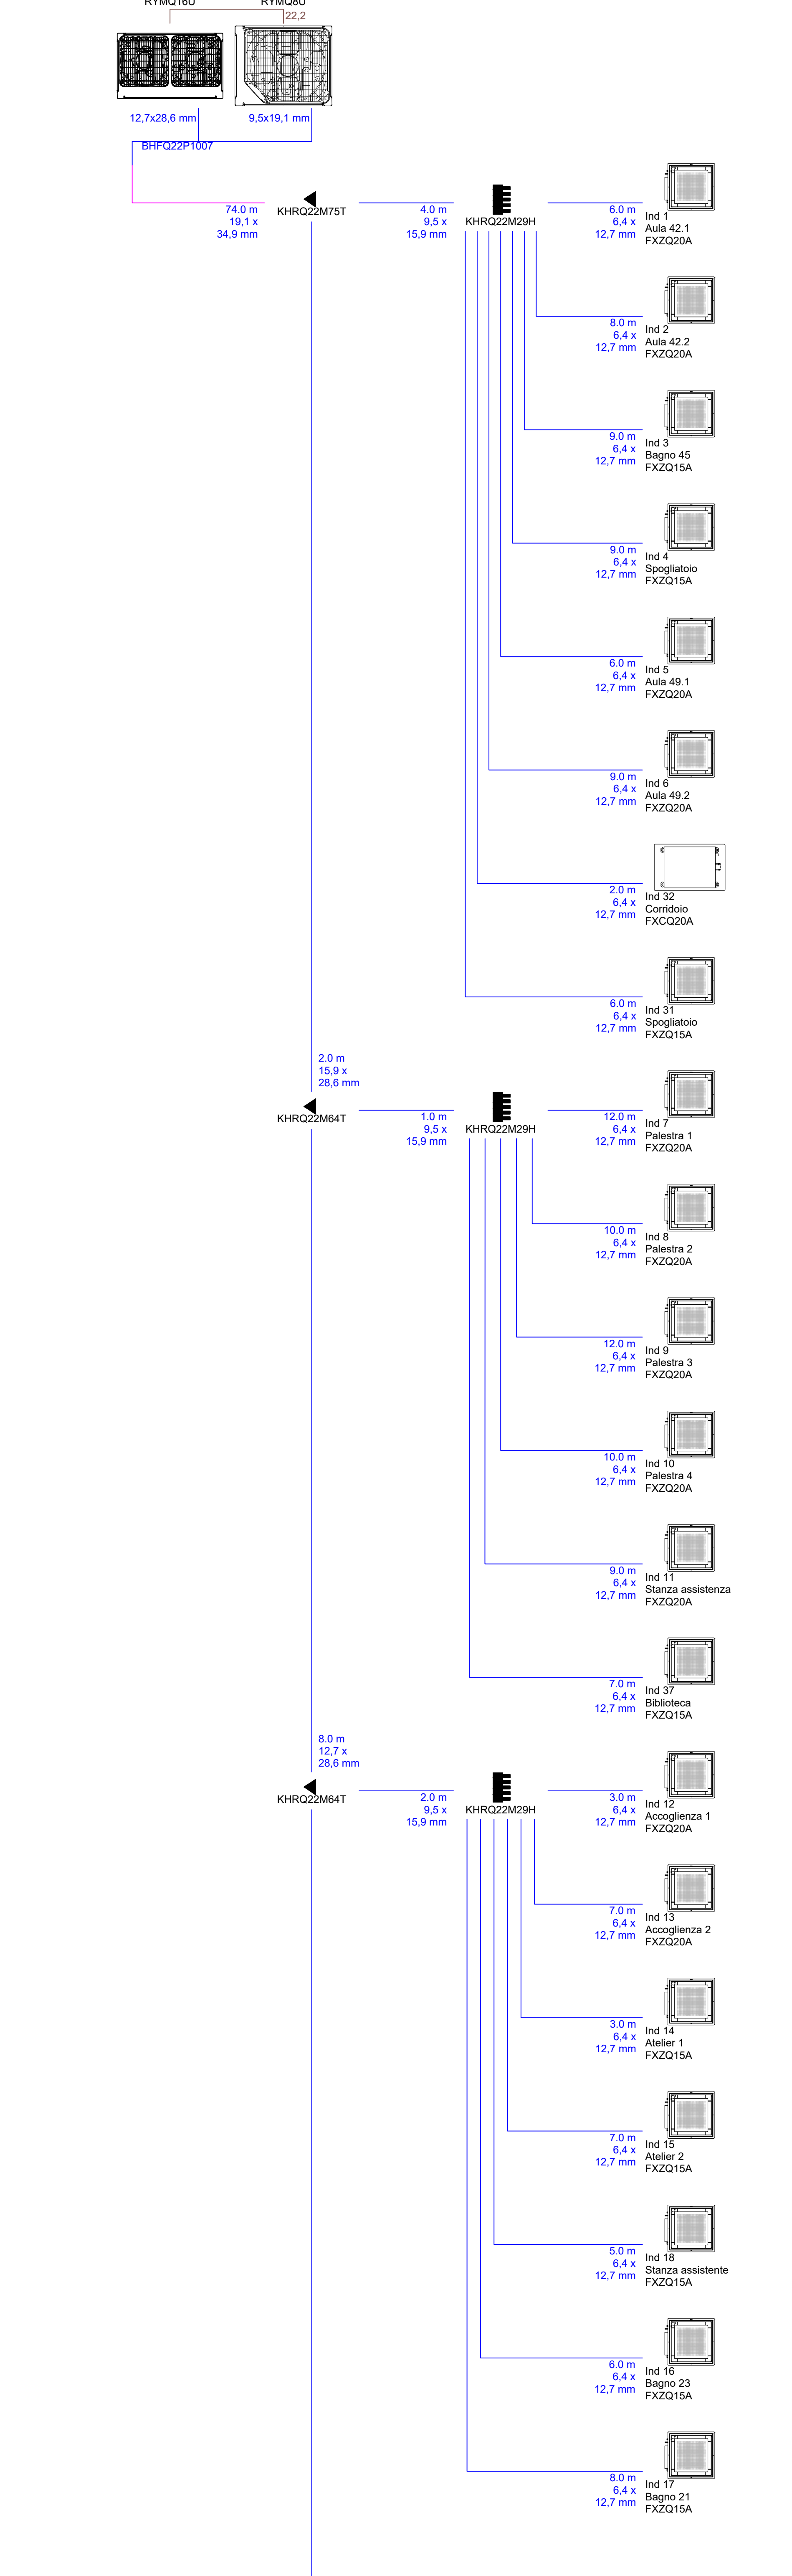 RYMQ16U
RYMQ8U
22,2
12,7x28,6 mm
9,5x19,1 mm
BHFQ22P1007
74.0 m
19,1 x
34,9 mm
KHRQ22M75T
4.0 m
9,5 x
15,9 mm
KHRQ22M29H
6.0 m
6,4 x
12,7 mm
Ind 1
Aula 42.1
FXZQ20A
8.0 m
6,4 x
12,7 mm
Ind 2
Aula 42.2
FXZQ20A
9.0 m
6,4 x
12,7 mm
Ind 3
Bagno 45
FXZQ15A
9.0 m
6,4 x
12,7 mm
Ind 4
Spogliatoio
FXZQ15A
6.0 m
6,4 x
12,7 mm
Ind 5
Aula 49.1
FXZQ20A
9.0 m
6,4 x
12,7 mm
Ind 6
Aula 49.2
FXZQ20A
2.0 m
6,4 x
12,7 mm
Ind 32
Corridoio
FXCQ20A
6.0 m
6,4 x
12,7 mm
Ind 31
Spogliatoio
FXZQ15A
2.0 m
15,9 x
28,6 mm
KHRQ22M64T
1.0 m
9,5 x
15,9 mm
KHRQ22M29H
12.0 m
6,4 x
12,7 mm
Ind 7
Palestra 1
FXZQ20A
10.0 m
6,4 x
12,7 mm
Ind 8
Palestra 2
FXZQ20A
12.0 m
6,4 x
12,7 mm
Ind 9
Palestra 3
FXZQ20A
10.0 m
6,4 x
12,7 mm
Ind 10
Palestra 4
FXZQ20A
9.0 m
6,4 x
12,7 mm
Ind 11
Stanza assistenza
FXZQ20A
7.0 m
6,4 x
12,7 mm
Ind 37
Biblioteca
FXZQ15A
8.0 m
12,7 x
28,6 mm
KHRQ22M64T
2.0 m
9,5 x
15,9 mm
KHRQ22M29H
3.0 m
6,4 x
12,7 mm
Ind 12
Accoglienza 1
FXZQ20A
7.0 m
6,4 x
12,7 mm
Ind 13
Accoglienza 2
FXZQ20A
3.0 m
6,4 x
12,7 mm
Ind 14
Atelier 1
FXZQ15A
7.0 m
6,4 x
12,7 mm
Ind 15
Atelier 2
FXZQ15A
5.0 m
6,4 x
12,7 mm
Ind 18
Stanza assistente
FXZQ15A
6.0 m
6,4 x
12,7 mm
Ind 16
Bagno 23
FXZQ15A
8.0 m
6,4 x
12,7 mm
Ind 17
Bagno 21
FXZQ15A